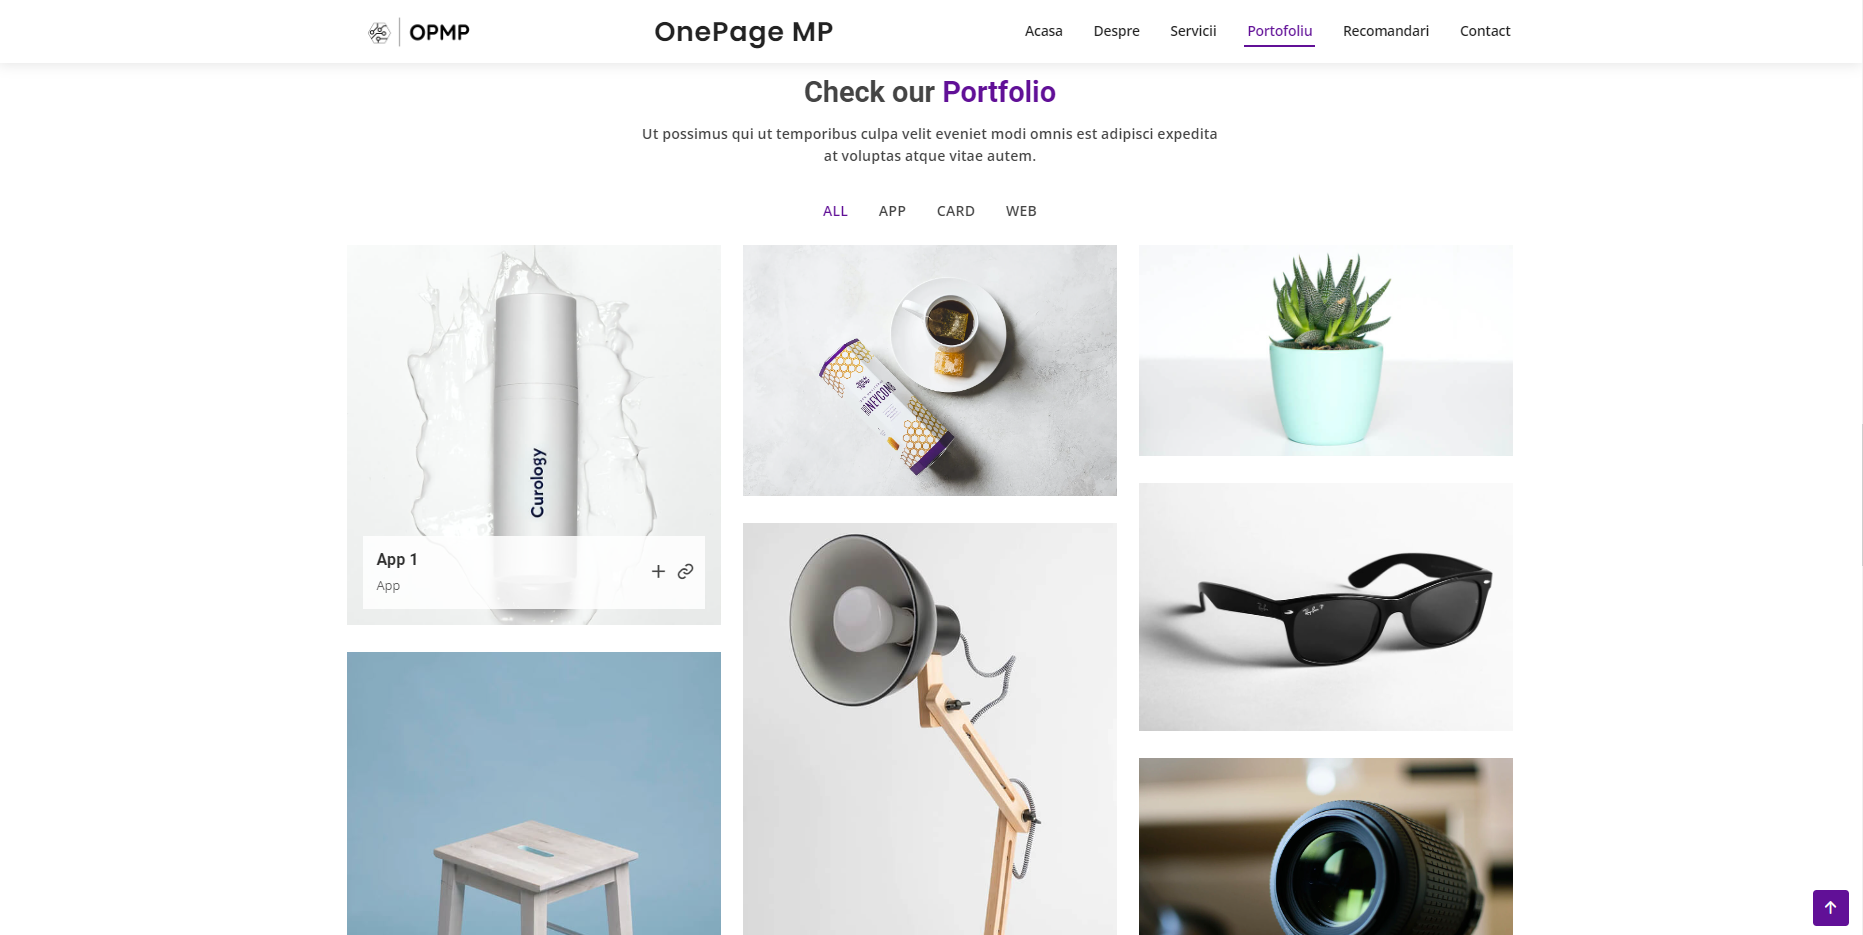 OPMP
OnePage MP
Acasa
Despre
Servicii
Portofoliu
Recomandari
Contact
Check our Portfolio
Ut possimus qui ut temporibus culpa velit eveniet modi omnis est adipisci expedita
at voluptas atque vitae autem.
ALL
APP
CARD
WEB
Curology
HONEYCOMB
Ray-Ban
App 1
App